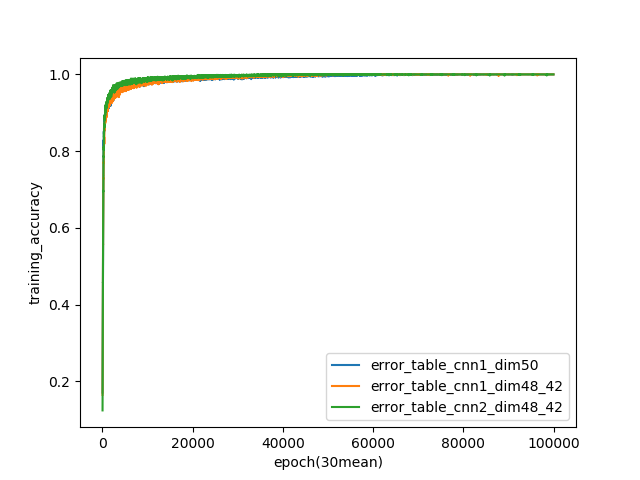 1.0
0.8
0.6
0.4
0.2
training_accuracy
error_table_cnn1_dim50
error_table_cnn1_dim48_42
error_table_cnn2_dim48_42
0 20000 40000 60000 80000 100000
epoch(30mean)